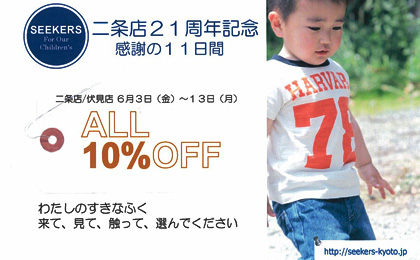 SEEKERS
For Our
Children's
二条店21周年記念
感謝の11日間
二条店/伏見店 6月3日(金)~13日(月)
ALL
10%OFF
わたしのすきなふく
来て、見て、触って、選んでください
HARVARD
78
http://seekers-kyoto.jp